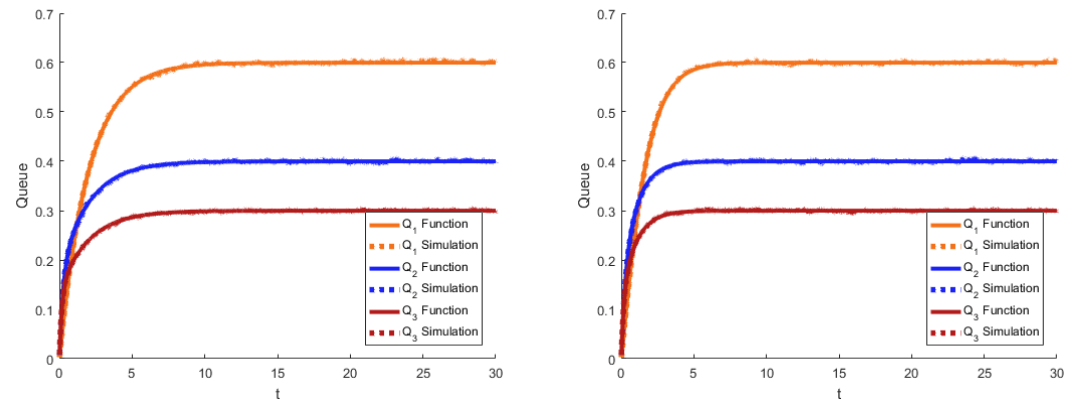 0.7
0.6
0.5
0.4
0.3
0.2
0.1
0
Queue
Q1 Function
Q1 Simulation
Q2 Function
Q2 Simulation
Q3 Function
Q3 Simulation
0 5 10 15 20 25 30
t
0.7
0.6
0.5
0.4
0.3
0.2
0.1
0
Queue
Q1 Function
Q1 Simulation
Q2 Function
Q2 Simulation
Q3 Function
Q3 Simulation
0 5 10 15 20 25 30
t